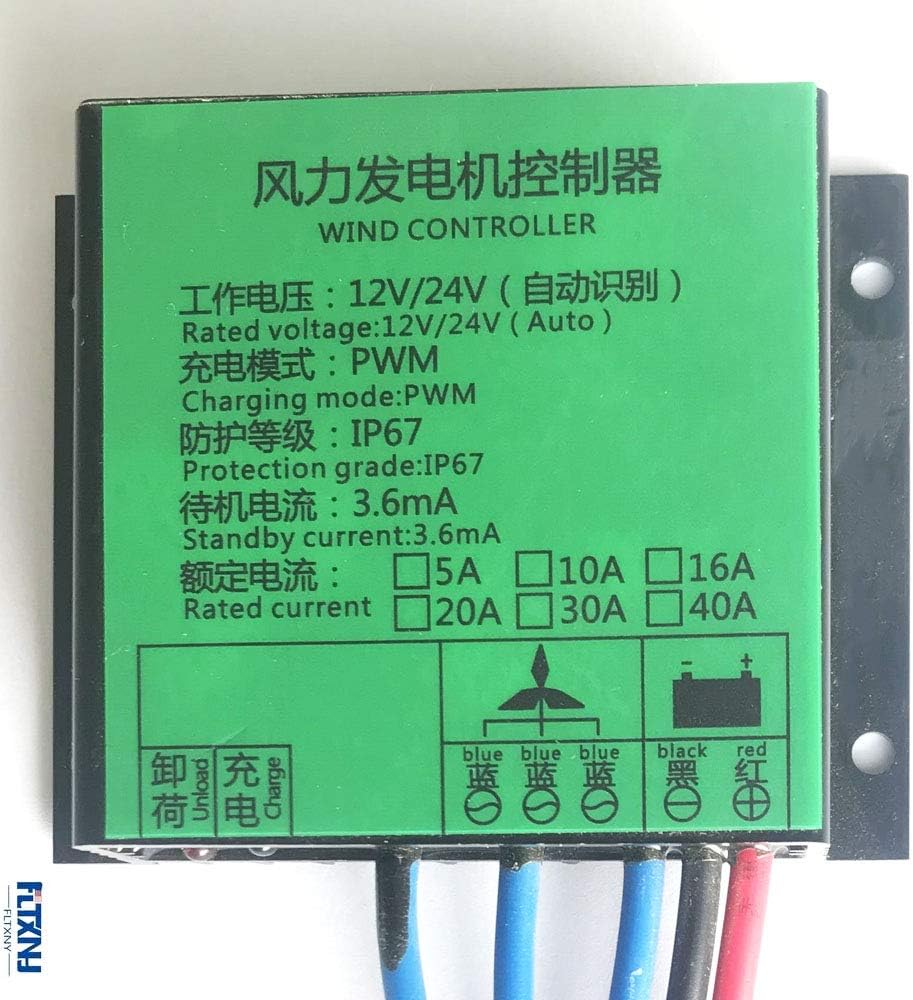 风力发电机控制器
WIND CONTROLLER
工作电压：12V/24V（自动识别）
Rated voltage:12V/24V（Auto）
充电模式：PWM
Charging mode:PWM
防护等级：IP67
Protection grade:IP67
待机电流：3.6mA
Standby current:3.6mA
额定电流： 5A 10A 16A
Rated current 20A 30A 40A
- +
卸荷 Unload 充电 Charge
blue blue blue black red
蓝 蓝 蓝 黑 红
FLTXNY
FLTXNY